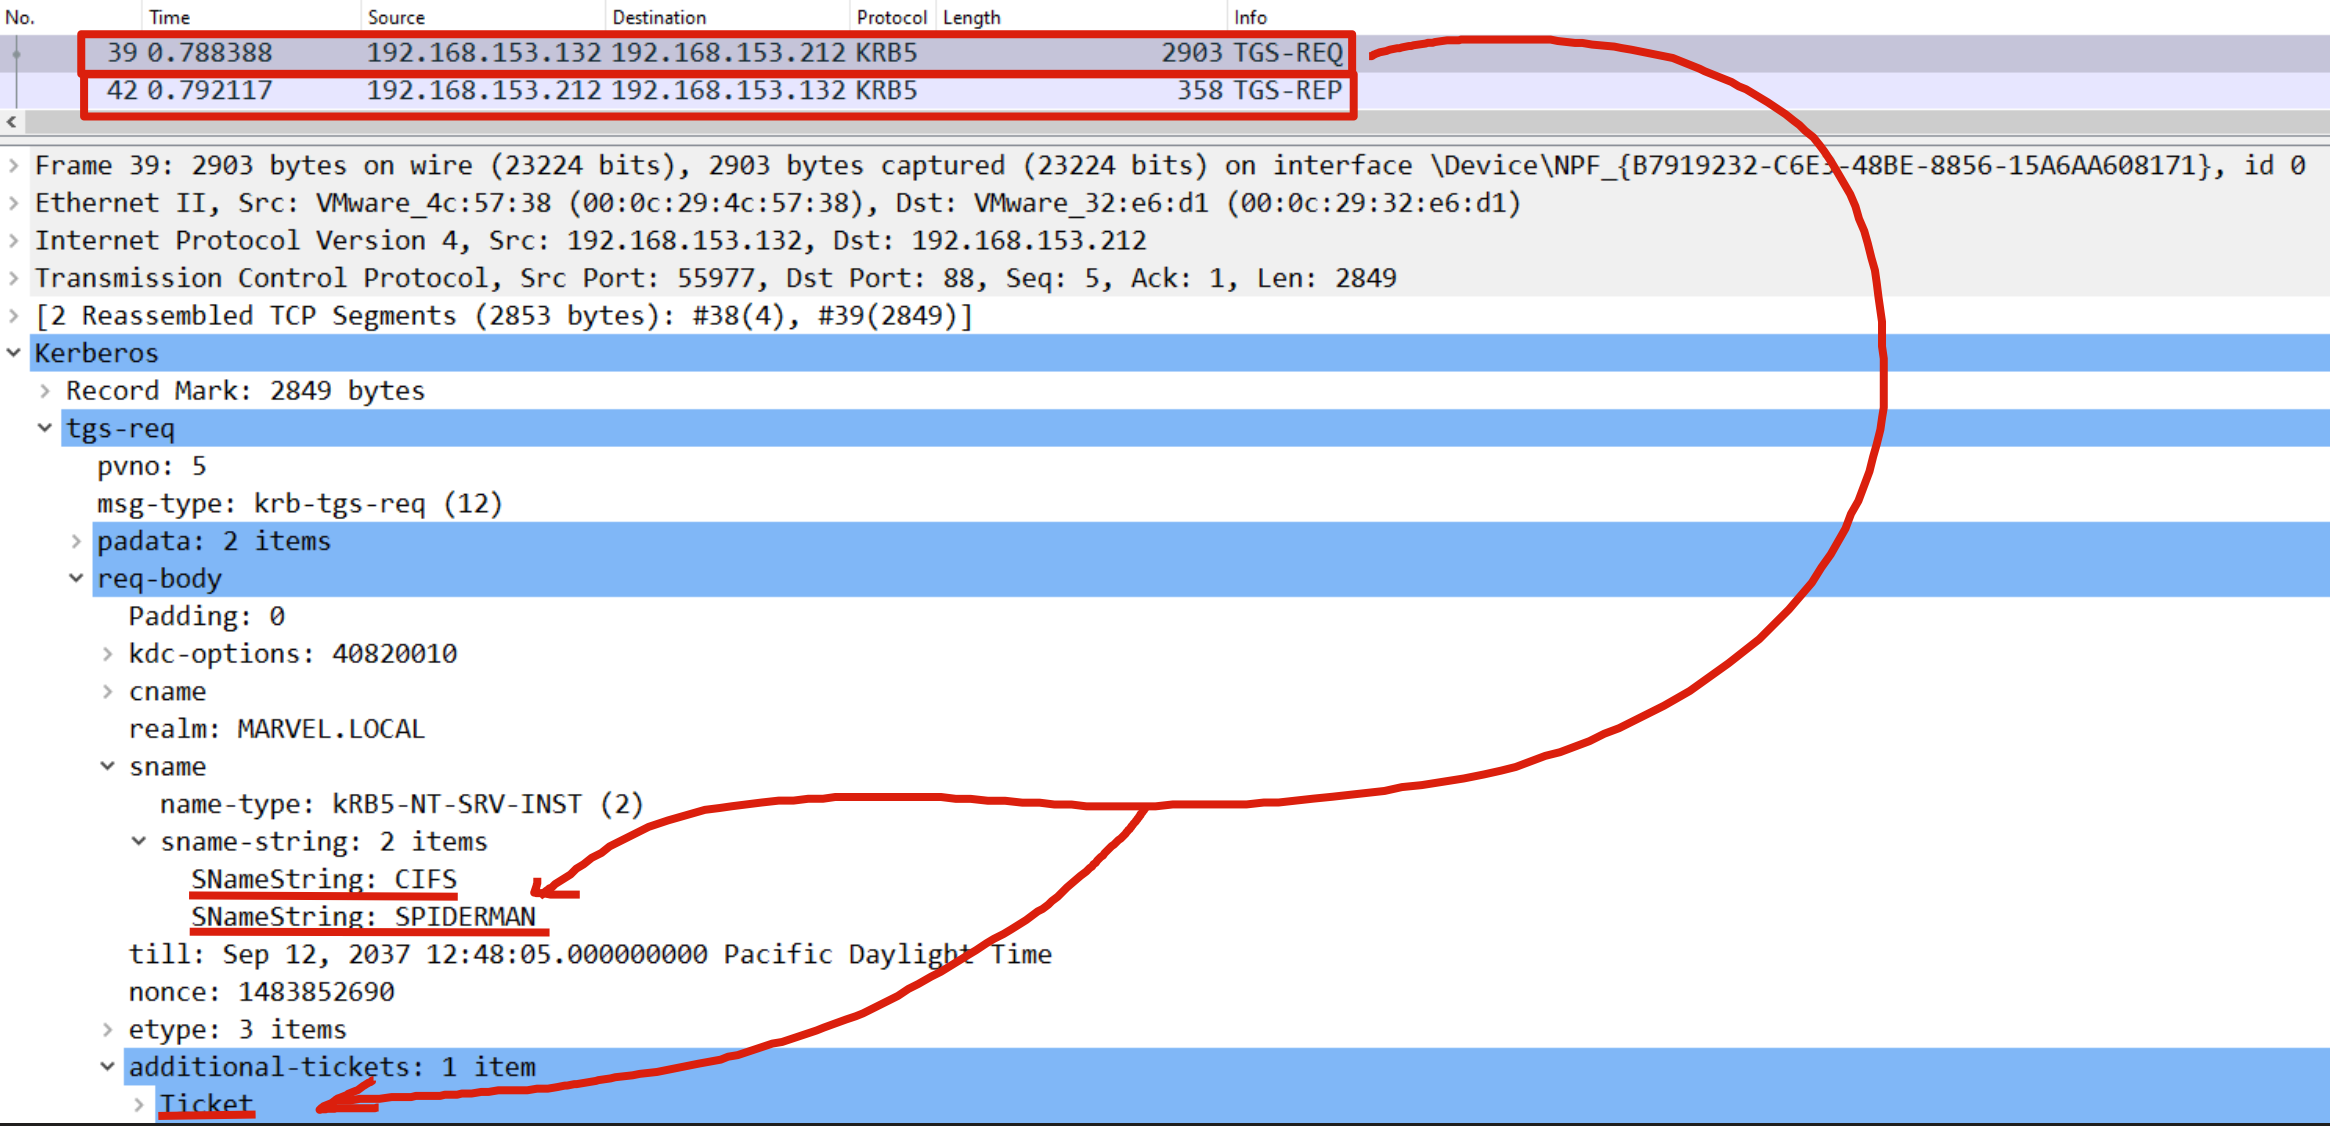 No. Time Source Destination Protocol Length Info
39 0.788388 192.168.153.132 192.168.153.212 KRB5 2903 TGS-REQ
42 0.792117 192.168.153.212 192.168.153.132 KRB5 358 TGS-REP
Frame 39: 2903 bytes on wire (23224 bits), 2903 bytes captured (23224 bits) on interface \Device\NPF_{B7919232-C6E3-48BE-8856-15A6AA608171}, id 0
Ethernet II, Src: VMware_4c:57:38 (00:0c:29:4c:57:38), Dst: VMware_32:e6:d1 (00:0c:29:32:e6:d1)
Internet Protocol Version 4, Src: 192.168.153.132, Dst: 192.168.153.212
Transmission Control Protocol, Src Port: 55977, Dst Port: 88, Seq: 5, Ack: 1, Len: 2849
[2 Reassembled TCP Segments (2853 bytes): #38(4), #39(2849)]
Kerberos
Record Mark: 2849 bytes
tgs-req
pvno: 5
msg-type: krb-tgs-req (12)
padata: 2 items
req-body
Padding: 0
kdc-options: 40820010
cname
realm: MARVEL.LOCAL
sname
name-type: kRB5-NT-SRV-INST (2)
sname-string: 2 items
SNameString: CIFS
SNameString: SPIDERMAN
till: Sep 12, 2037 12:48:05.000000000 Pacific Daylight Time
nonce: 1483852690
etype: 3 items
additional-tickets: 1 item
Ticket